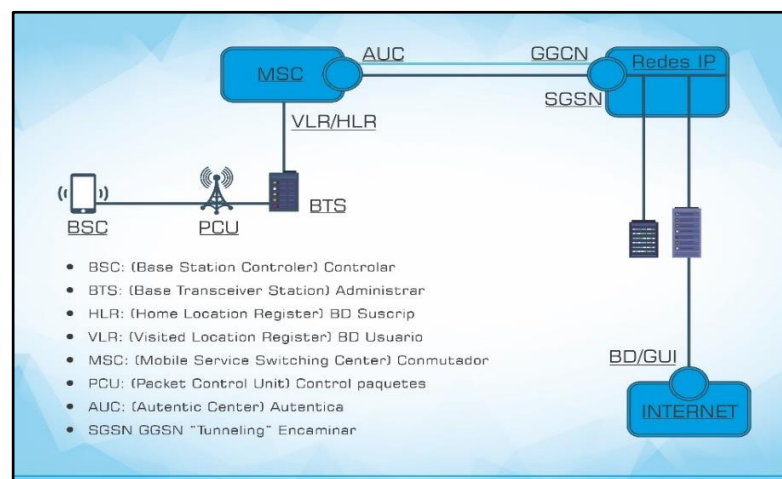 AUC
GGCN
Redes IP
MSC
SGSN
VLR/HLR
BTS
BSC
PCU
• BSC: (Base Station Controler) Controlar
• BTS: (Base Transceiver Station) Administrar
• HLR: (Home Location Register) BD Suscrip
• VLR: (Visited Location Register) BD Usuario
• MSC: (Mobile Service Switching Center) Conmutador
• PCU: (Packet Control Unit) Control paquetes
• AUC: (Autentic Center) Autentica
• SGSN GGSN "Tunneling" Encaminar
BD/GUI
INTERNET